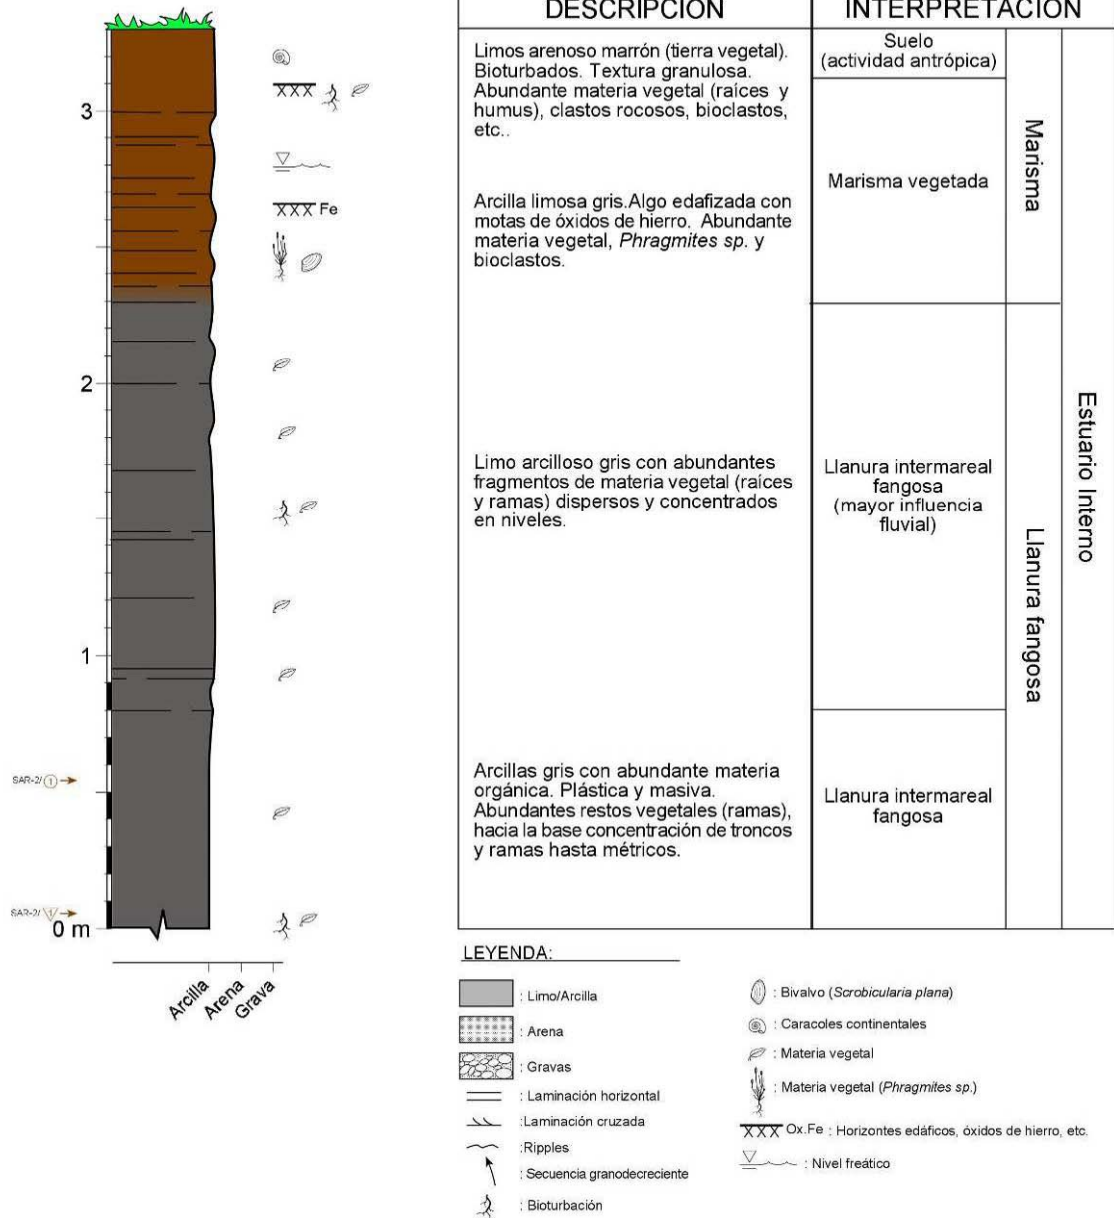 DESCRIPCIÓN
INTERPRETACIÓN
Limos arenoso marrón (tierra vegetal).
Bioturbados. Textura granulosa.
Abundante materia vegetal (raíces y
humus), clastos rocosos, bioclastos,
etc..
Arcilla limosa gris.Algo edafizada con
motas de óxidos de hierro. Abundante
materia vegetal, Phragmites sp. y
bioclastos.
Limo arcilloso gris con abundantes
fragmentos de materia vegetal (raíces
y ramas) dispersos y concentrados
en niveles.
Arcillas gris con abundante materia
orgánica. Plástica y masiva.
Abundantes restos vegetales (ramas),
hacia la base concentración de troncos
y ramas hasta métricos.
Suelo
(actividad antrópica)
Marisma vegetada
Llanura intermareal
fangosa
(mayor influencia
fluvial)
Llanura intermareal
fangosa
Marisma
Llanura fangosa
Estuario Interno
3
Fe
2
1
SAR-2/ 1
SAR-2/ 1
0 m
Arcilla
Arena
Grava
LEYENDA:
: Limo/Arcilla
: Arena
: Gravas
: Laminación horizontal
:Laminación cruzada
:Ripples
: Secuencia granodecreciente
: Bioturbación
: Bivalvo (Scrobicularia plana)
: Caracoles continentales
: Materia vegetal
: Materia vegetal (Phragmites sp.)
Ox.Fe : Horizontes edáficos, óxidos de hierro, etc.
: Nivel freático